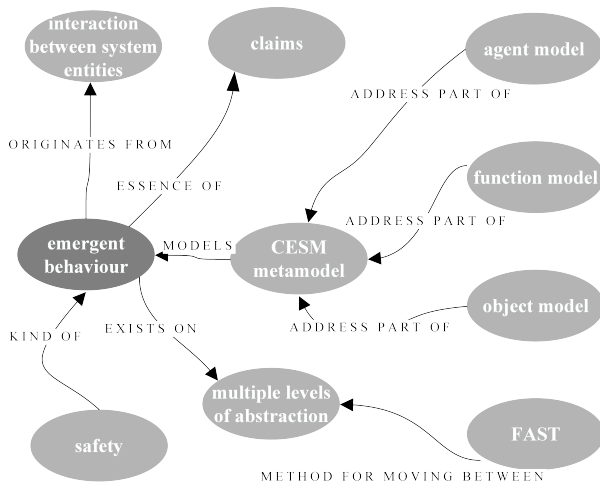 interaction
between system
entities
claims
agent model
ADDRESS PART OF
ORIGINATES FROM
ESSENCE OF
function model
ADDRESS PART OF
emergent
behaviour
MODELS
CESM
metamodel
object model
KIND OF
EXISTS ON
ADDRESS PART OF
multiple levels
of abstraction
safety
FAST
METHOD FOR MOVING BETWEEN